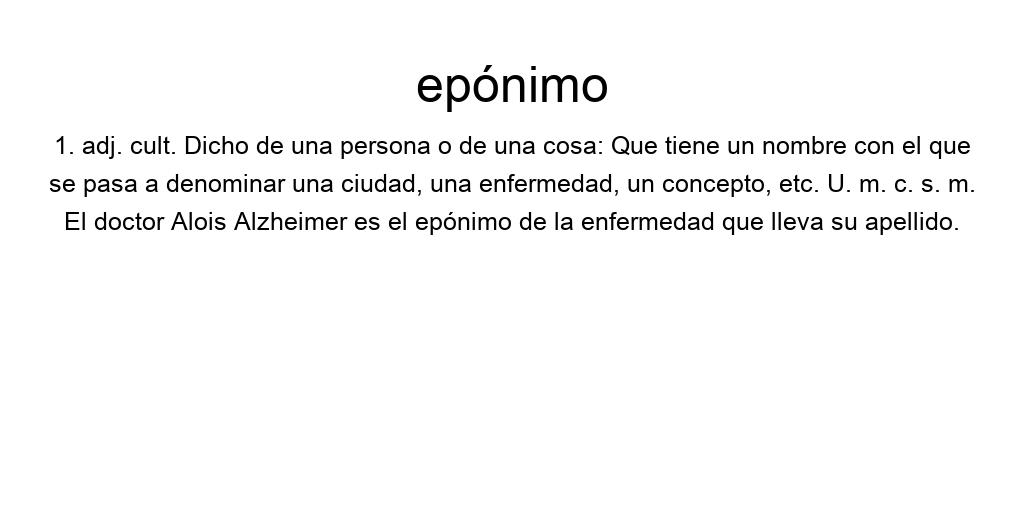 epónimo
1. adj. cult. Dicho de una persona o de una cosa: Que tiene un nombre con el que
se pasa a denominar una ciudad, una enfermedad, un concepto, etc. U. m. c. s. m.
El doctor Alois Alzheimer es el epónimo de la enfermedad que lleva su apellido.